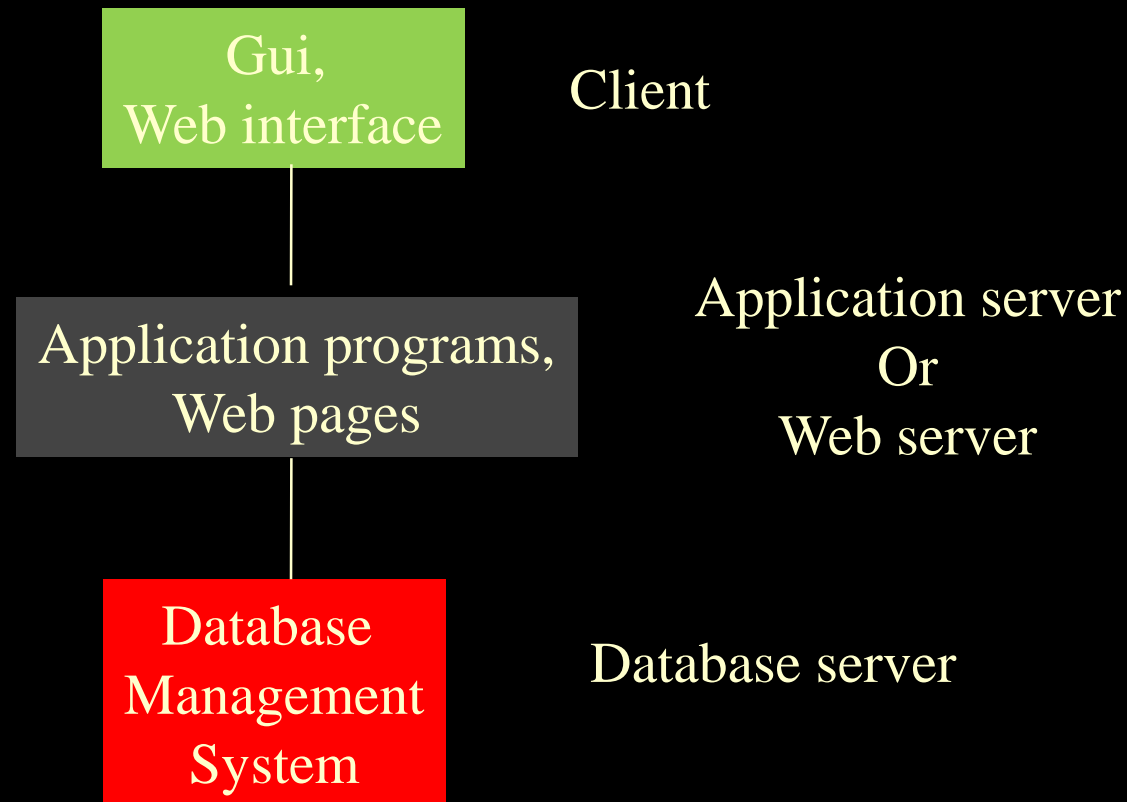 Gui,
Web interface
Client
Application programs,
Web pages
Application server
Or
Web server
Database
Management
System
Database server